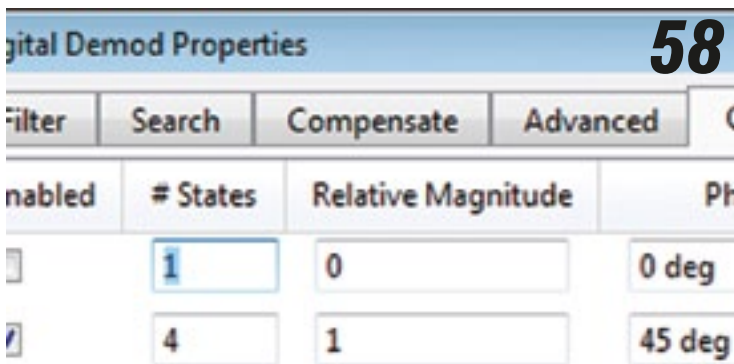 gital Demod Properties 58
Filter Search Compensate Advanced
nabled # States Relative Magnitude Ph
1 0 0 deg
4 1 45 deg